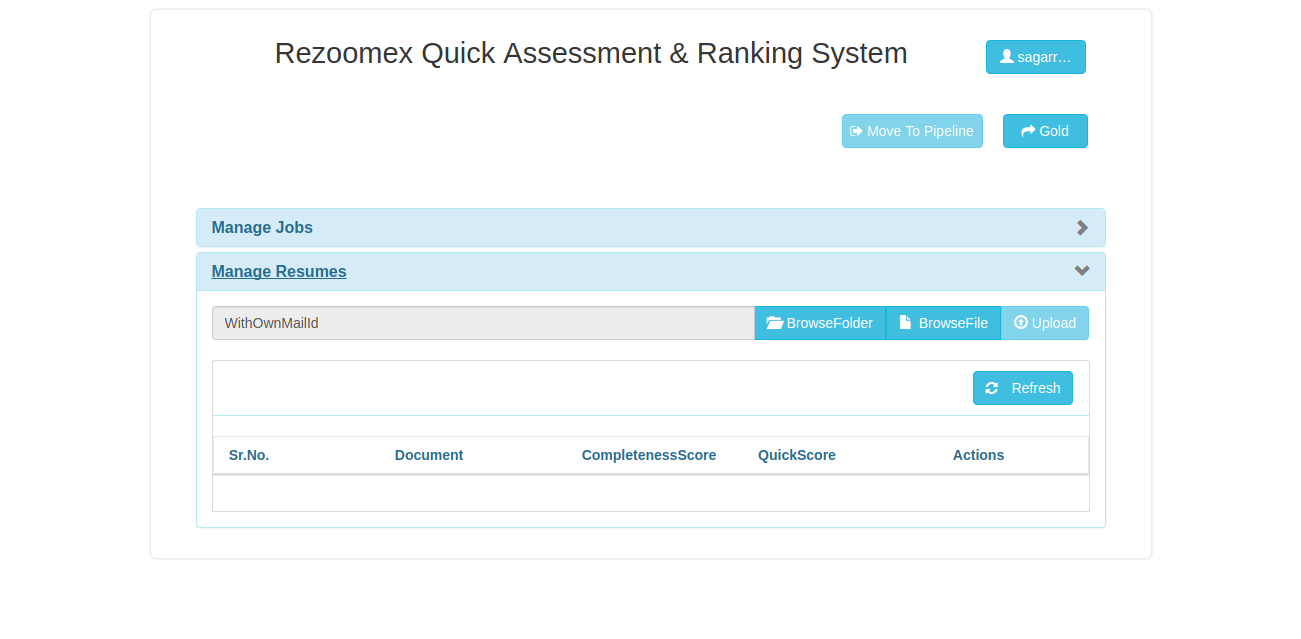 Rezoomex Quick Assessment & Ranking System
sagarr...
Move To Pipeline
Gold
Manage Jobs
Manage Resumes
WithOwnMailId
BrowseFolder
BrowseFile
Upload
Refresh
Sr.No. Document CompletenessScore QuickScore Actions